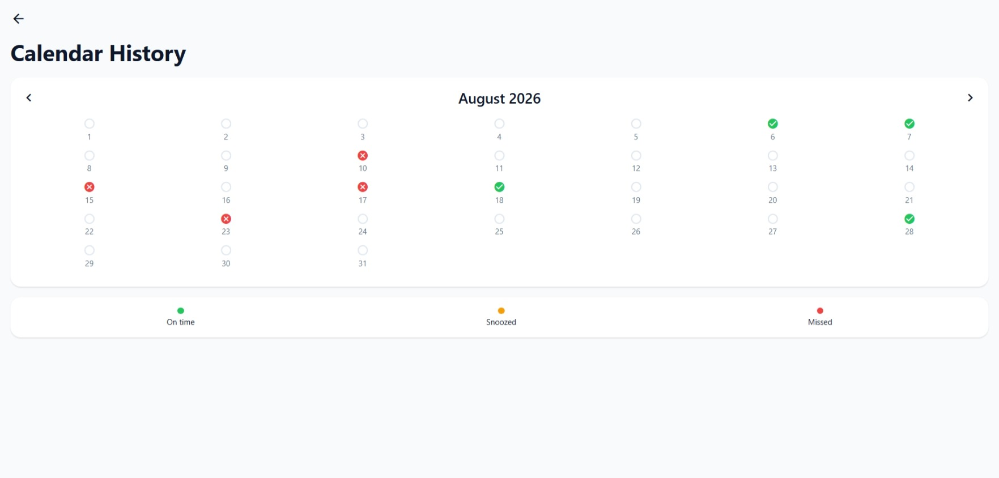 Calendar History
August 2026
1 2 3 4 5 6 7
8 9 10 11 12 13 14
15 16 17 18 19 20 21
22 23 24 25 26 27 28
29 30 31
On time Snoozed Missed